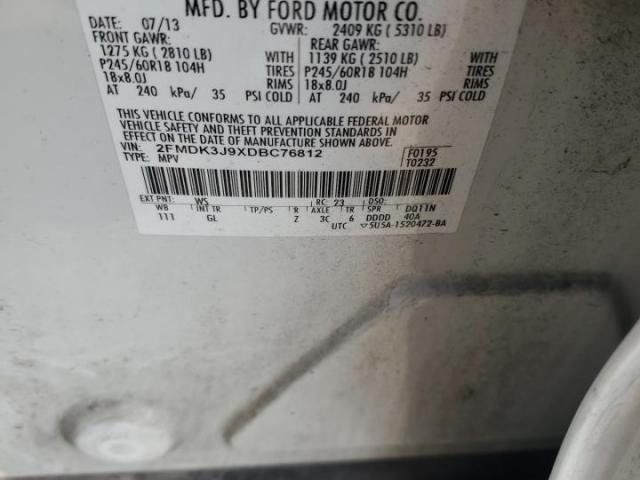 MFD. BY FORD MOTOR CO.
DATE: 07/13 GVWR: 2409 KG ( 5310 LB)
FRONT GAWR: REAR GAWR:
1275 KG ( 2810 LB) WITH 1139 KG ( 2510 LB) WITH
P245/60R18 104H TIRES P245/60R18 104H TIRES
18x8.0J RIMS 18x8.0J RIMS
AT 240 kPa/ 35 PSI COLD AT 240 kPa/ 35 PSI COLD
THIS VEHICLE CONFORMS TO ALL APPLICABLE FEDERAL MOTOR
VEHICLE SAFETY AND THEFT PREVENTION STANDARDS IN
EFFECT ON THE DATE OF MANUFACTURE SHOWN ABOVE.
VIN: 2FMDK3J9XDBC76812 F0195
TYPE: MPV T0232
EXT PNT: WS RC: 23 DSO:
WB INT TR TP/PS R AXLE TR SPR DQ11N
111 GL Z 3C 6 DDDD 40A
UTC ▽5U5A-1520472-BA